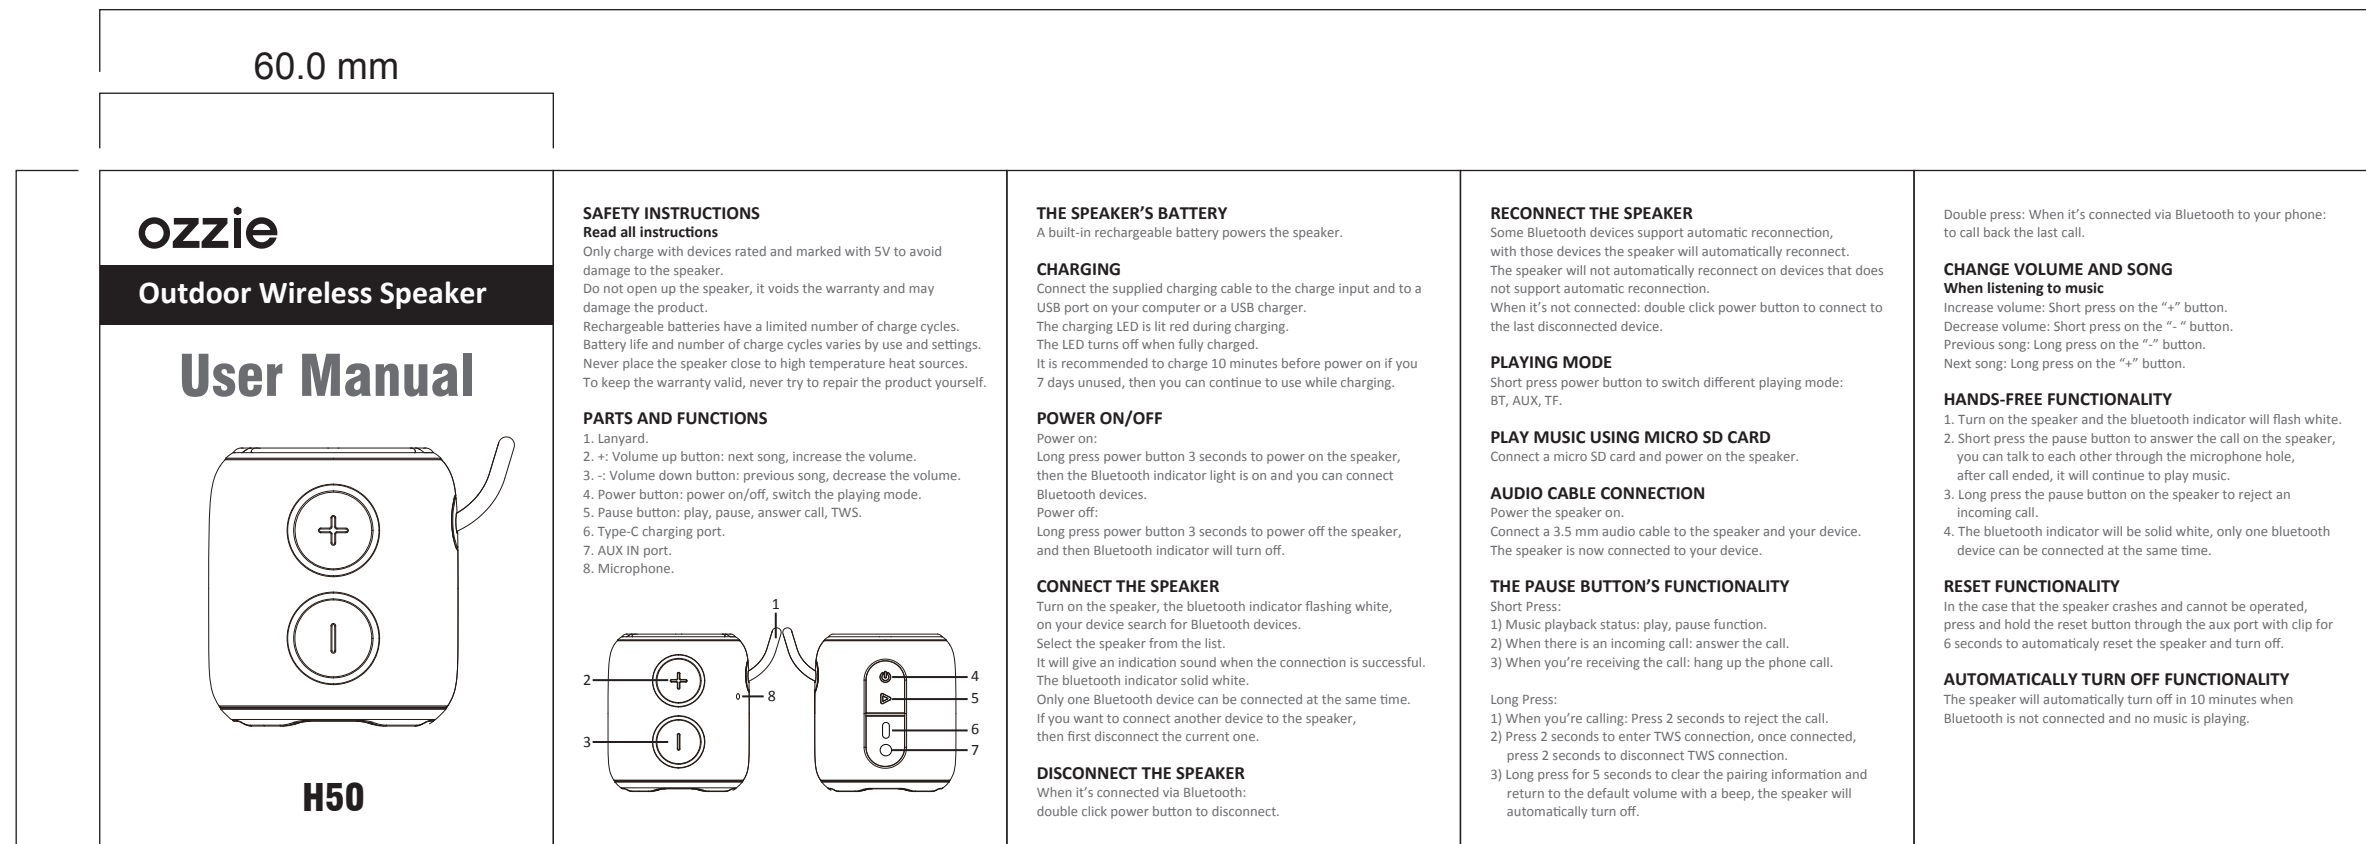 60.0 mm
ozzie
Outdoor Wireless Speaker
User Manual
H50
SAFETY INSTRUCTIONS
Read all instructions
Only charge with devices rated and marked with 5V to avoid
damage to the speaker.
Do not open up the speaker, it voids the warranty and may
damage the product.
Rechargeable batteries have a limited number of charge cycles.
Battery life and number of charge cycles varies by use and settings.
Never place the speaker close to high temperature heat sources.
To keep the warranty valid, never try to repair the product yourself.
PARTS AND FUNCTIONS
1. Lanyard.
2. +: Volume up button: next song, increase the volume.
3. -: Volume down button: previous song, decrease the volume.
4. Power button: power on/off, switch the playing mode.
5. Pause button: play, pause, answer call, TWS.
6. Type-C charging port.
7. AUX IN port.
8. Microphone.
1
2
3
8
4
5
6
7
THE SPEAKER’S BATTERY
A built-in rechargeable battery powers the speaker.
CHARGING
Connect the supplied charging cable to the charge input and to a
USB port on your computer or a USB charger.
The charging LED is lit red during charging.
The LED turns off when fully charged.
It is recommended to charge 10 minutes before power on if you
7 days unused, then you can continue to use while charging.
POWER ON/OFF
Power on:
Long press power button 3 seconds to power on the speaker,
then the Bluetooth indicator light is on and you can connect
Bluetooth devices.
Power off:
Long press power button 3 seconds to power off the speaker,
and then Bluetooth indicator will turn off.
CONNECT THE SPEAKER
Turn on the speaker, the bluetooth indicator flashing white,
on your device search for Bluetooth devices.
Select the speaker from the list.
It will give an indication sound when the connection is successful.
The bluetooth indicator solid white.
Only one Bluetooth device can be connected at the same time.
If you want to connect another device to the speaker,
then first disconnect the current one.
DISCONNECT THE SPEAKER
When it’s connected via Bluetooth:
double click power button to disconnect.
RECONNECT THE SPEAKER
Some Bluetooth devices support automatic reconnection,
with those devices the speaker will automatically reconnect.
The speaker will not automatically reconnect on devices that does
not support automatic reconnection.
When it’s not connected: double click power button to connect to
the last disconnected device.
PLAYING MODE
Short press power button to switch different playing mode:
BT, AUX, TF.
PLAY MUSIC USING MICRO SD CARD
Connect a micro SD card and power on the speaker.
AUDIO CABLE CONNECTION
Power the speaker on.
Connect a 3.5 mm audio cable to the speaker and your device.
The speaker is now connected to your device.
THE PAUSE BUTTON’S FUNCTIONALITY
Short Press:
1) Music playback status: play, pause function.
2) When there is an incoming call: answer the call.
3) When you’re receiving the call: hang up the phone call.
Long Press:
1) When you’re calling: Press 2 seconds to reject the call.
2) Press 2 seconds to enter TWS connection, once connected,
press 2 seconds to disconnect TWS connection.
3) Long press for 5 seconds to clear the pairing information and
return to the default volume with a beep, the speaker will
automatically turn off.
Double press: When it’s connected via Bluetooth to your phone:
to call back the last call.
CHANGE VOLUME AND SONG
When listening to music
Increase volume: Short press on the “+” button.
Decrease volume: Short press on the “- “ button.
Previous song: Long press on the “-” button.
Next song: Long press on the “+” button.
HANDS-FREE FUNCTIONALITY
1. Turn on the speaker and the bluetooth indicator will flash white.
2. Short press the pause button to answer the call on the speaker,
you can talk to each other through the microphone hole,
after call ended, it will continue to play music.
3. Long press the pause button on the speaker to reject an
incoming call.
4. The bluetooth indicator will be solid white, only one bluetooth
device can be connected at the same time.
RESET FUNCTIONALITY
In the case that the speaker crashes and cannot be operated,
press and hold the reset button through the aux port with clip for
6 seconds to automaticaly reset the speaker and turn off.
AUTOMATICALLY TURN OFF FUNCTIONALITY
The speaker will automatically turn off in 10 minutes when
Bluetooth is not connected and no music is playing.